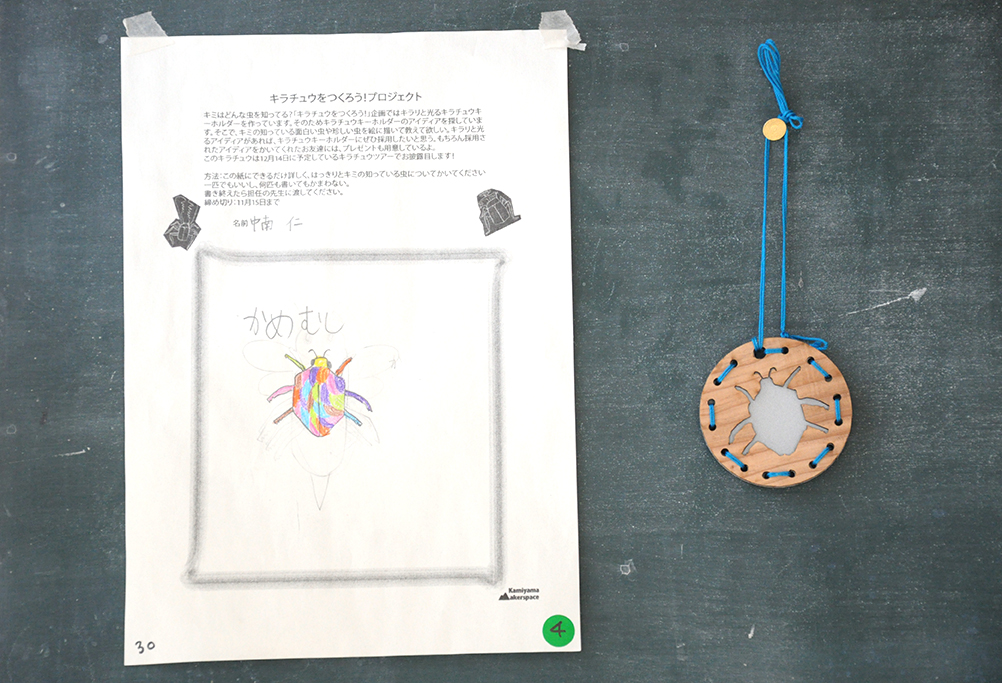 キラチュウをつくろう!プロジェクト
キミはどんな虫を知ってる?「キラチュウをつくろう!」企画ではキラリと光るキラチュウキ
ーホルダーを作っています。そのためキラチュウキーホルダーのアイディアを探していま
す。そこで、キミの知っている面白い虫や珍しい虫を絵に描いて教えて欲しい。キラリと光
るアイディアがあれば、キラチュウキーホルダーにぜひ採用したいと思う。もちろん採用さ
れたアイディアをかいてくれたお友達には、プレゼントも用意しているよ。
このキラチュウは12月14日に予定しているキラチュウツアーでお披露目します!
方法:この紙にできるだけ詳しく、はっきりとキミの知っている虫についてかいてください
一匹でもいいし、何匹も書いてもかまわない。
書き終えたら担任の先生に渡してください。
締め切り:11月15日まで
名前 中南 仁
かめむし
Kamiyama
akerspace
4
30